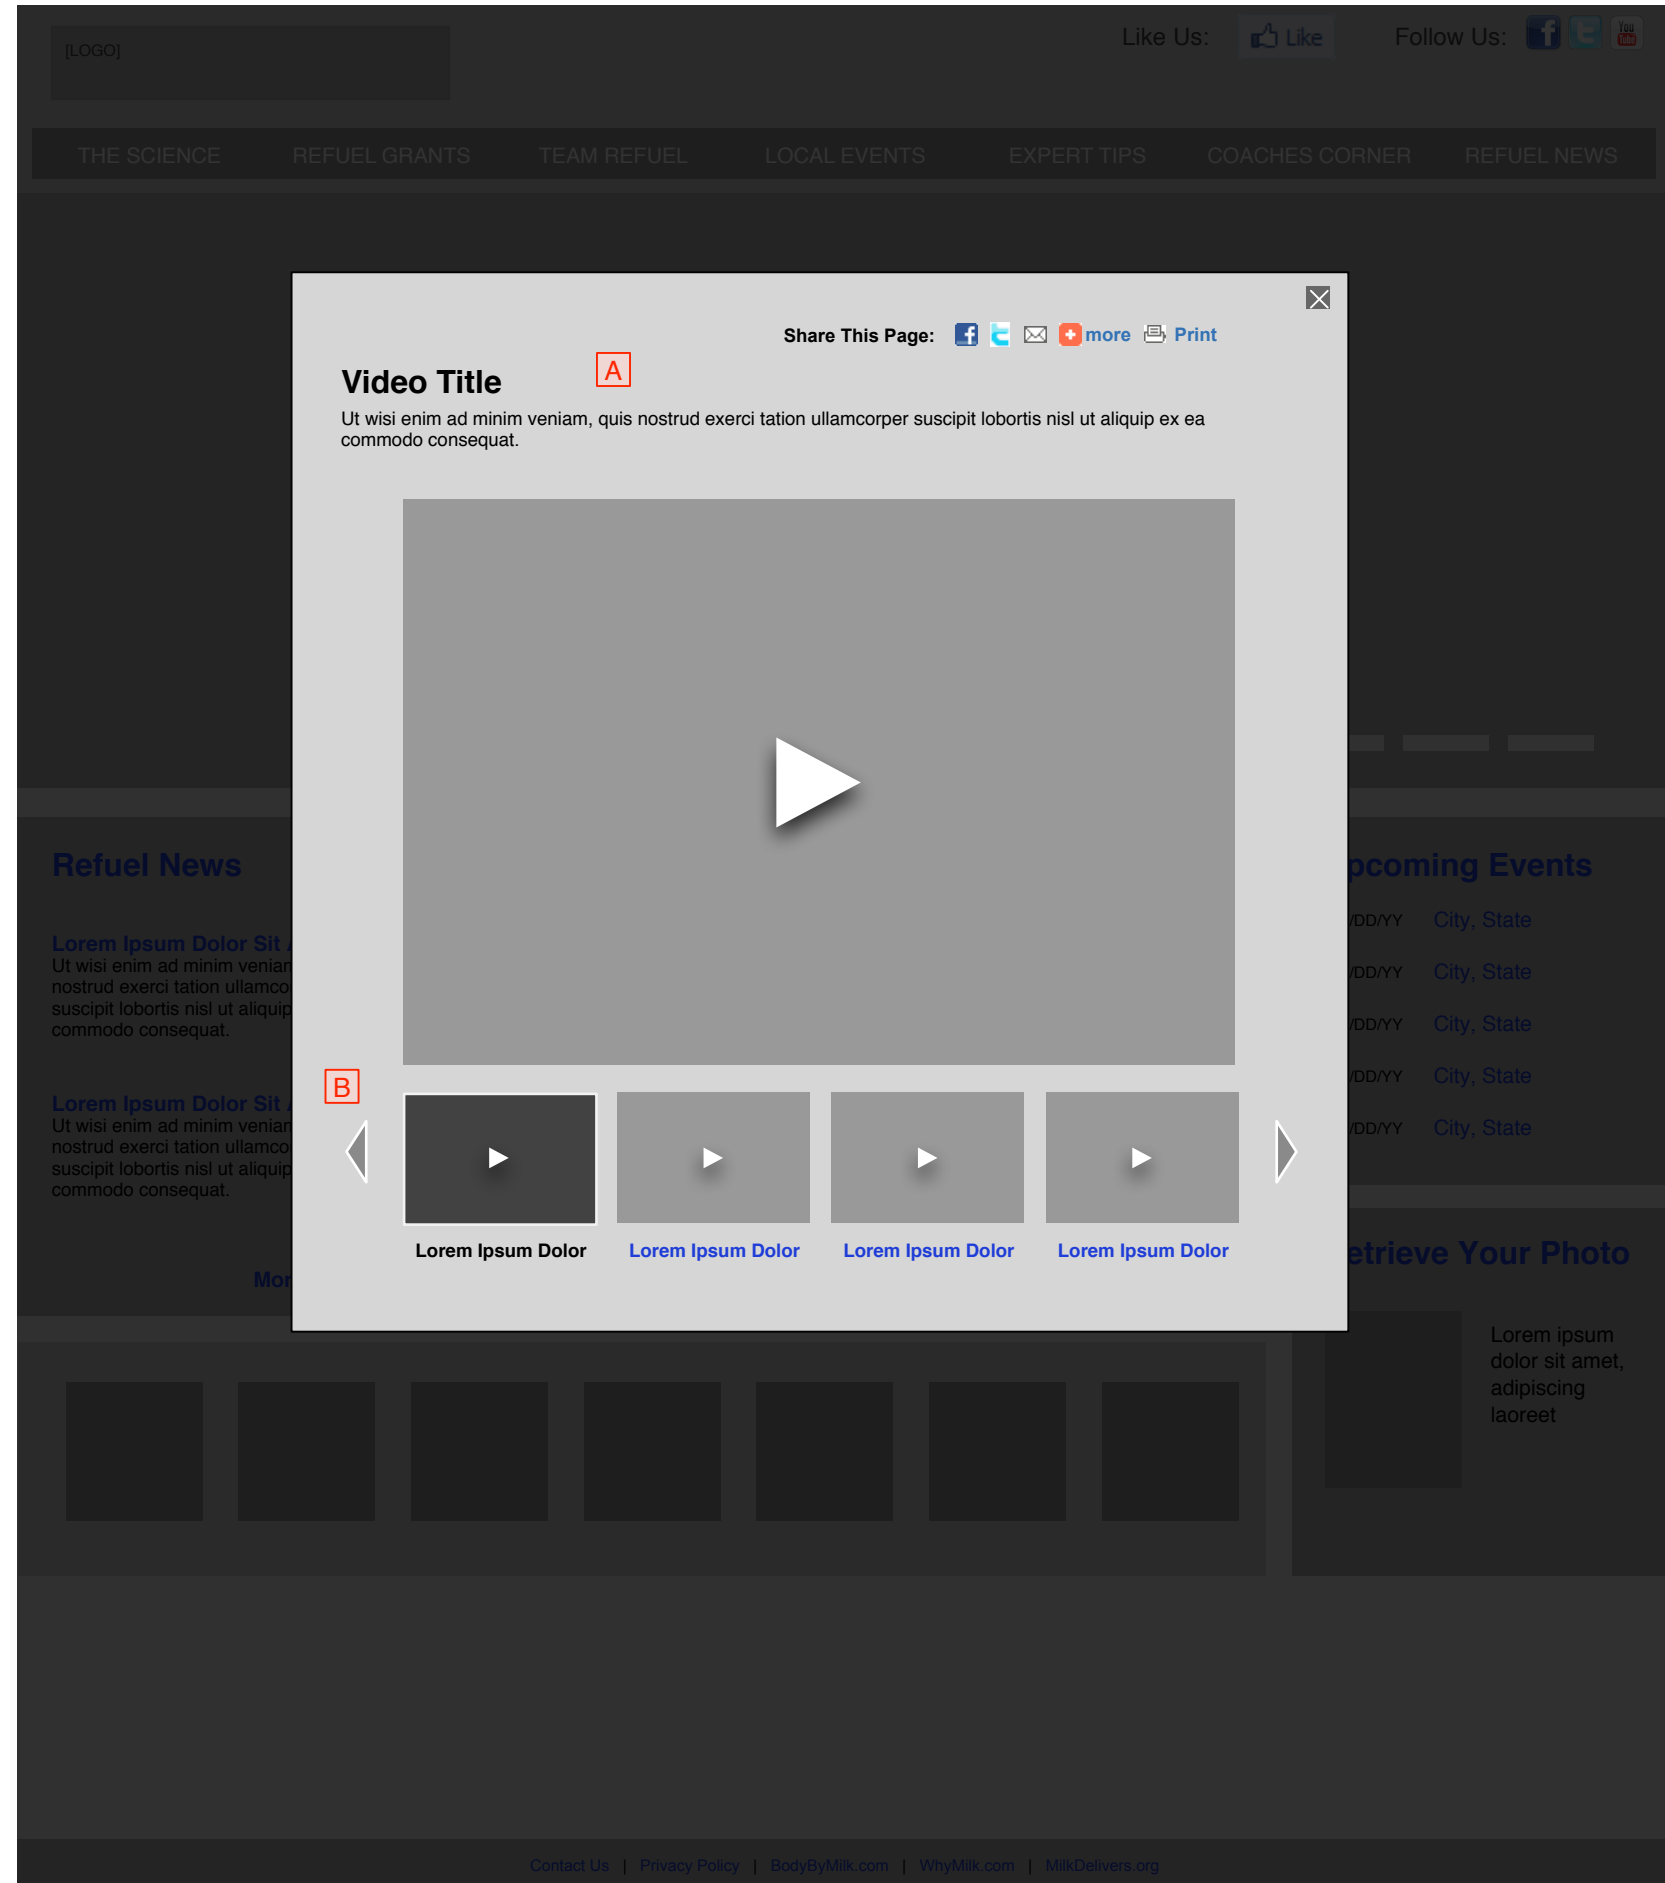 [LOGO]
Like Us:
Like
Follow Us:
You
Tube
THE SCIENCE
REFUEL GRANTS
TEAM REFUEL
LOCAL EVENTS
EXPERT TIPS
COACHES CORNER
REFUEL NEWS
Share This Page:
more
Print
A
Video Title
Ut wisi enim ad minim veniam, quis nostrud exerci tation ullamcorper suscipit lobortis nisl ut aliquip ex ea
commodo consequat.
B
Lorem Ipsum Dolor
Lorem Ipsum Dolor
Lorem Ipsum Dolor
Lorem Ipsum Dolor
Refuel News
Lorem Ipsum Dolor Sit
Ut wisi enim ad minim
nostrud exerci tation
suscipit lobortis nisl ut
commodo consequat.
Lorem Ipsum Dolor Sit
Ut wisi enim ad minim
nostrud exerci tation
suscipit lobortis nisl ut
commodo consequat.
pcoming Events
/DD/YY
City, State
/DD/YY
City, State
/DD/YY
City, State
/DD/YY
City, State
/DD/YY
City, State
etrieve Your Photo
Lorem ipsum
dolor sit amet,
adipiscing
laoreet
Contact Us | Privacy Policy | BodyByMilk.com | WhyMilk.com | MilkDelivers.org